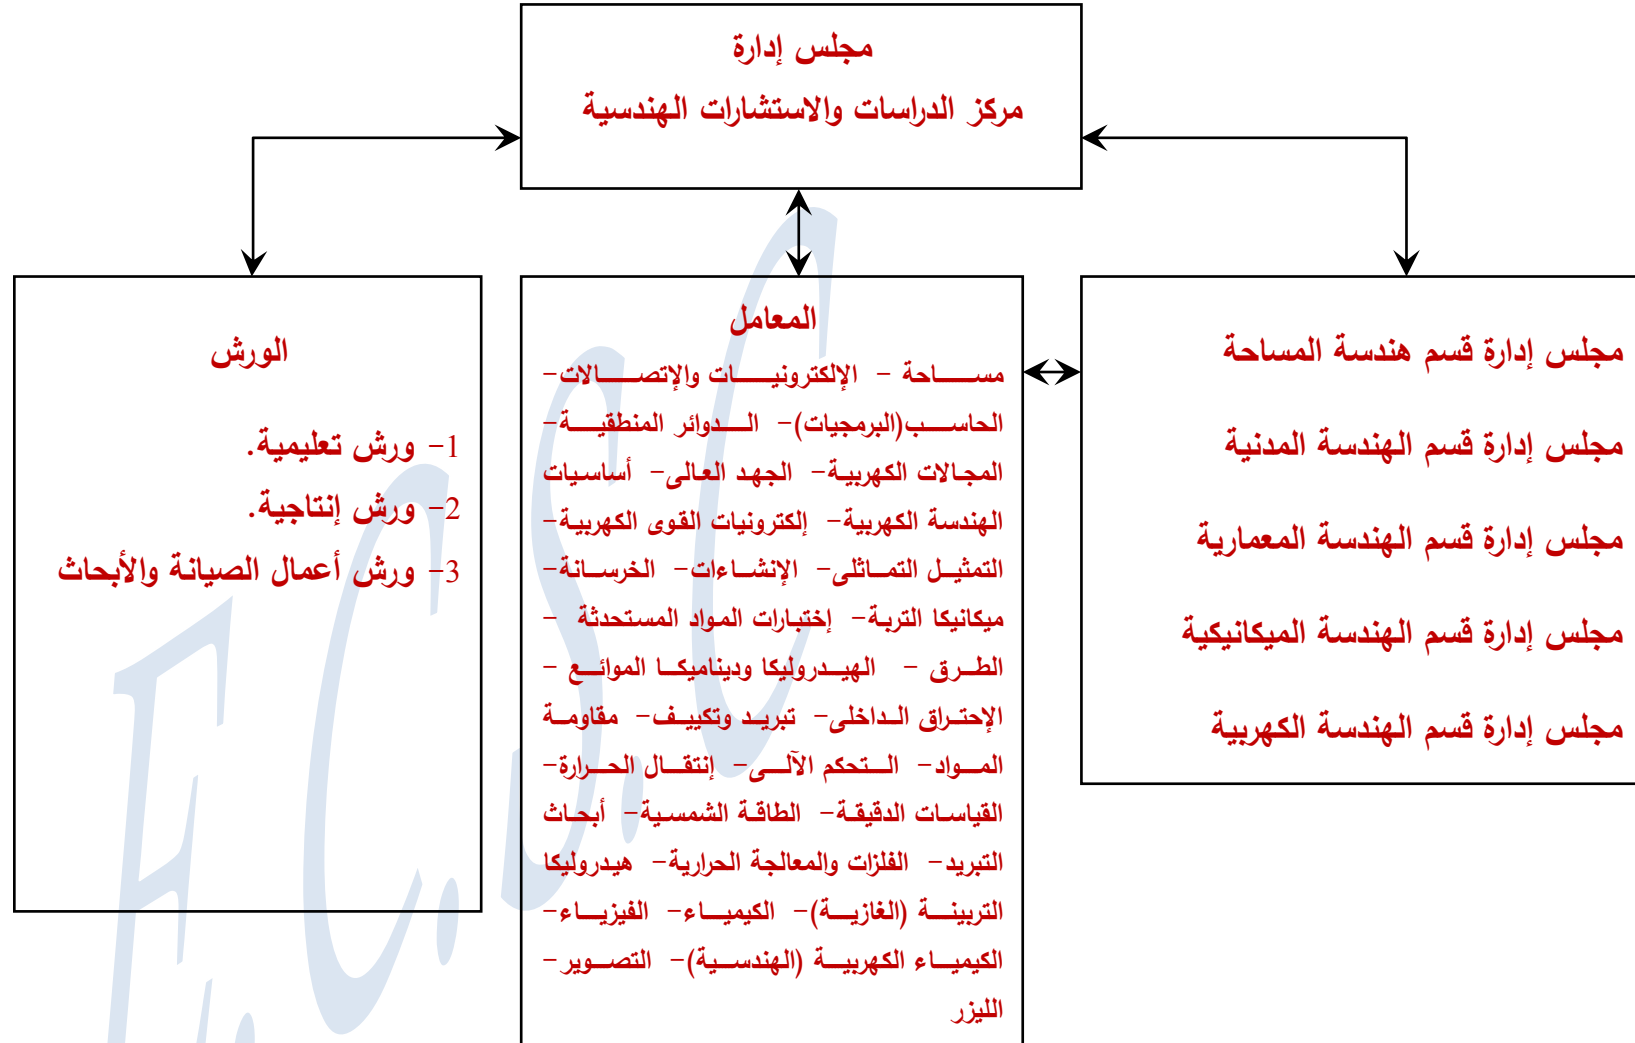 مجلس إدارة
مركز الدراسات والاستشارات الهندسية
مجلس إدارة قسم هندسة المساحة
مجلس إدارة قسم الهندسة المدنية
مجلس إدارة قسم الهندسة المعمارية
مجلس إدارة قسم الهندسة الميكانيكية
مجلس إدارة قسم الهندسة الكهربية
المعامل
مساحة - الإلكترونيات والإتصالات-
الحاسب(البرمجيات)- الدوائر المنطقية-
المجالات الكهربية- الجهد العالى- أساسيات
الهندسة الكهربية- إلكترونيات القوى الكهربية-
التمثيل التماثلى- الإنشاءات- الخرسانة-
ميكانيكا التربة- إختبارات المواد المستحدثة -
الطرق - الهيدروليكا وديناميكا الموائع -
الإحتراق الداخلى- تبريد وتكييف- مقاومة
المواد- التحكم الآلى- إنتقال الحرارة-
القياسات الدقيقة- الطاقة الشمسية- أبحاث
التبريد- الفلزات والمعالجة الحرارية- هيدروليكا
التربينة (الغازية)- الكيمياء- الفيزياء-
الكيمياء الكهربية (الهندسية)- التصوير-
الليزر
الورش
1- ورش تعليمية.
2- ورش إنتاجية.
3- ورش أعمال الصيانة والأبحاث
F.C.S.C